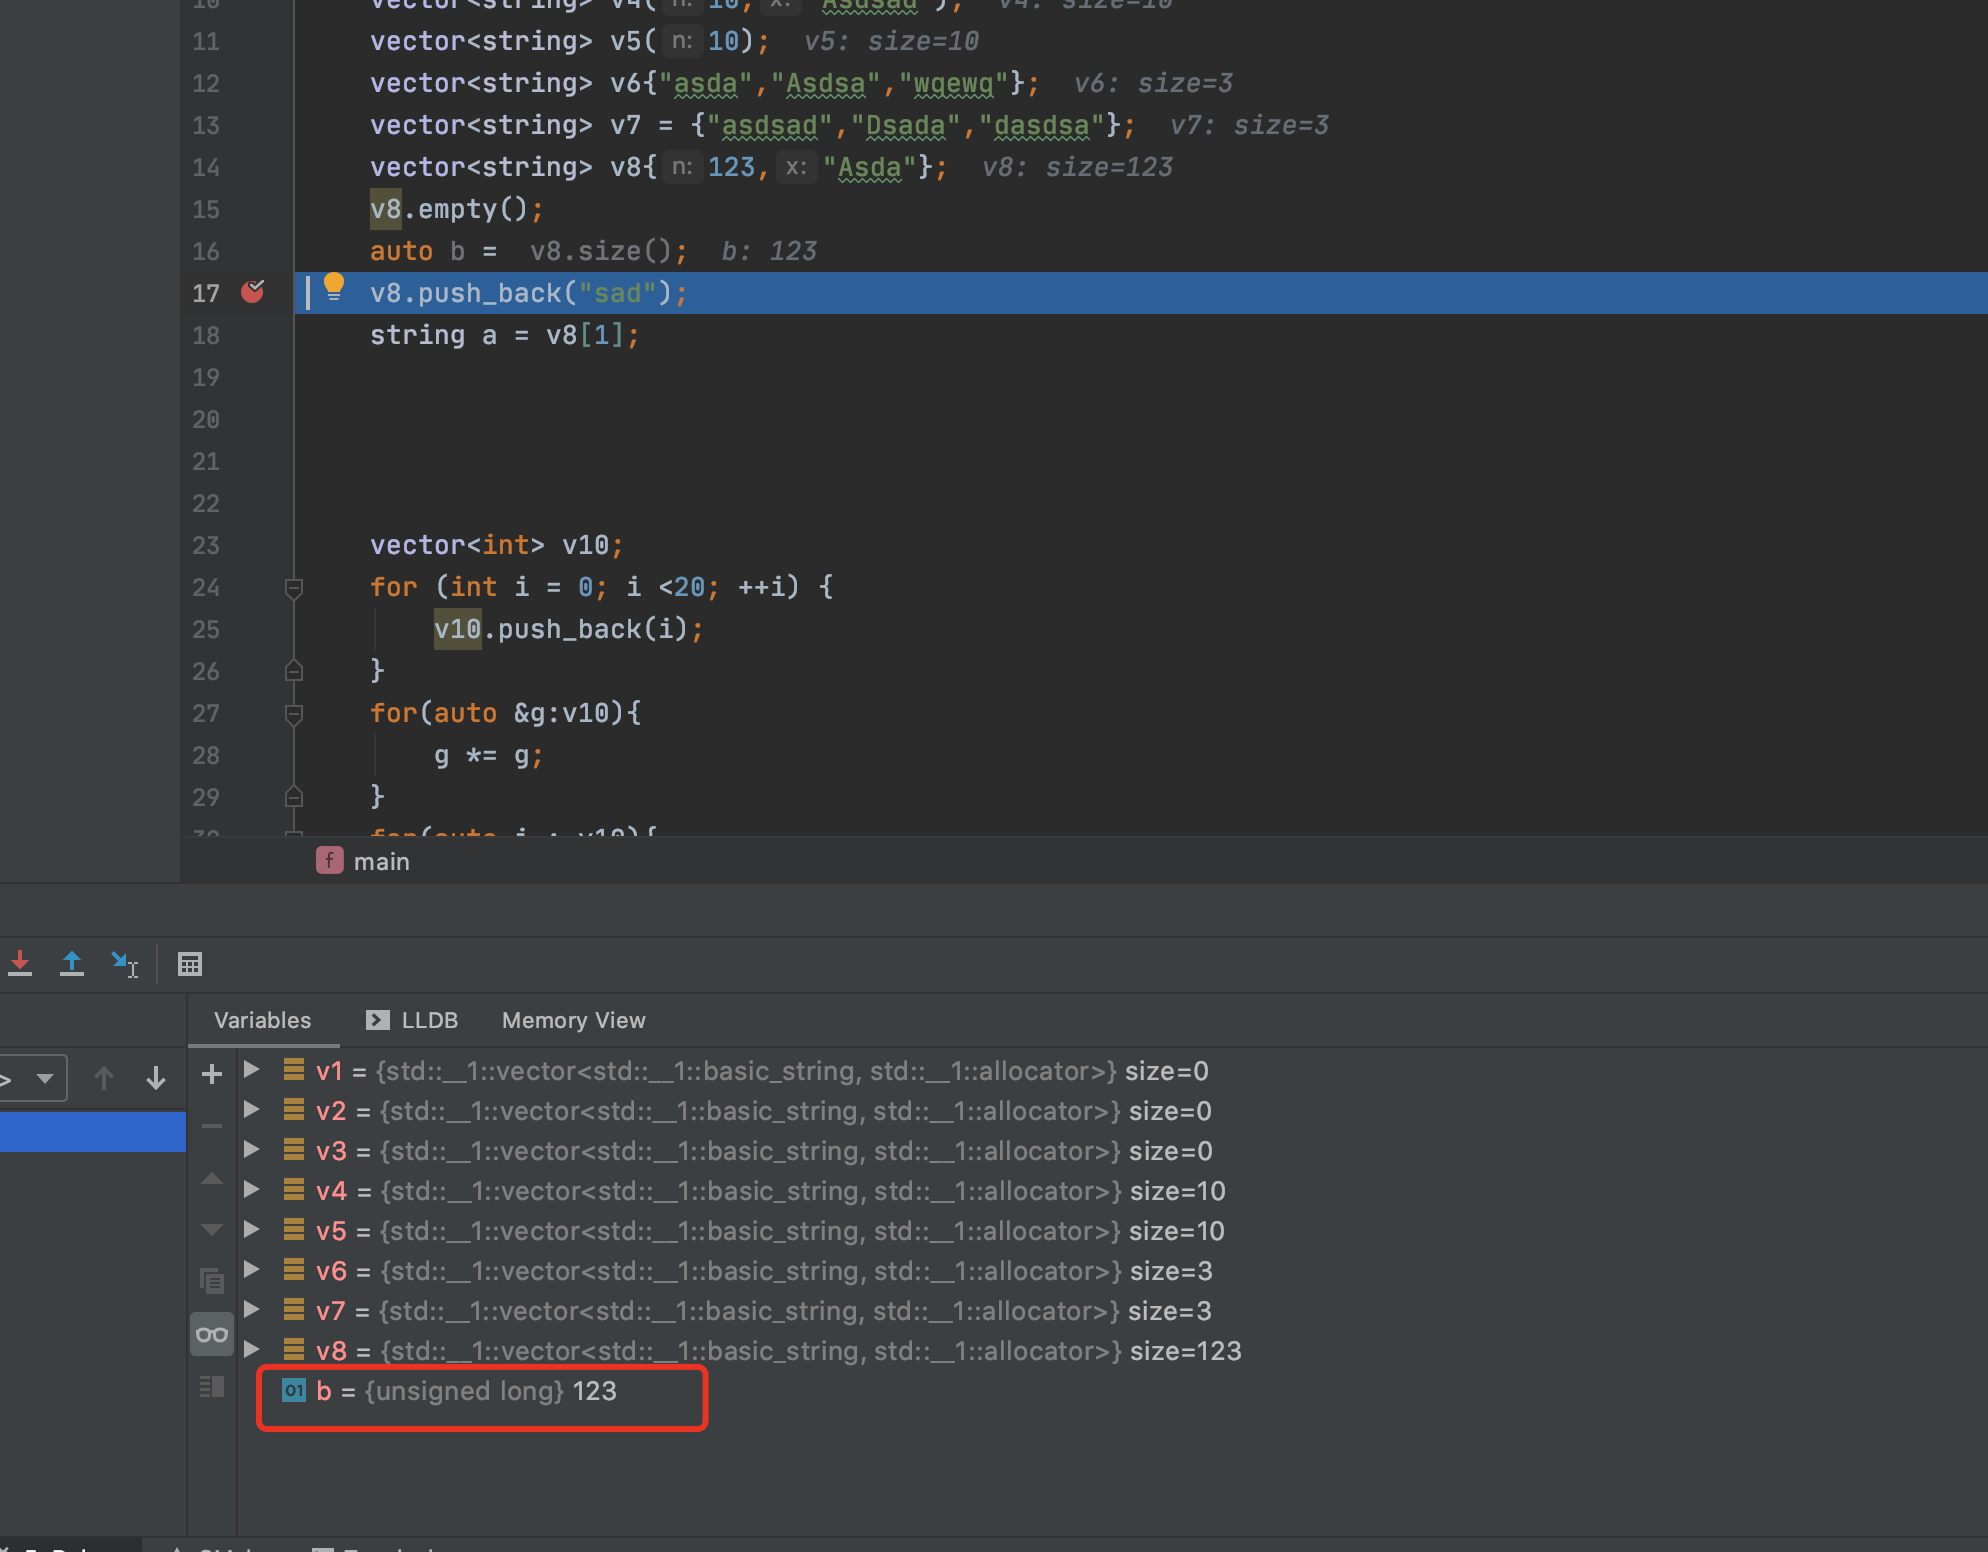 10 vector<string> v4( n: 10, x: "Asdsad"); v4: size=10
11 vector<string> v5( n: 10); v5: size=10
12 vector<string> v6{"asda","Asdsa","wqewq"}; v6: size=3
13 vector<string> v7 = {"asdsad","Dsada","dasdsa"}; v7: size=3
14 vector<string> v8{ n: 123, x: "Asda"}; v8: size=123
15 v8.empty();
16 auto b =  v8.size(); b: 123
17 v8.push_back("sad");
18 string a = v8[1];
19
20
21
22
23 vector<int> v10;
24 for (int i = 0; i <20; ++i) {
25 v10.push_back(i);
26 }
27 for(auto &g:v10){
28 g *= g;
29 }
30 for(auto i : v10){
f main
Variables LLDB Memory View
v1 = {std::__1::vector<std::__1::basic_string, std::__1::allocator>} size=0
v2 = {std::__1::vector<std::__1::basic_string, std::__1::allocator>} size=0
v3 = {std::__1::vector<std::__1::basic_string, std::__1::allocator>} size=0
v4 = {std::__1::vector<std::__1::basic_string, std::__1::allocator>} size=10
v5 = {std::__1::vector<std::__1::basic_string, std::__1::allocator>} size=10
v6 = {std::__1::vector<std::__1::basic_string, std::__1::allocator>} size=3
v7 = {std::__1::vector<std::__1::basic_string, std::__1::allocator>} size=3
v8 = {std::__1::vector<std::__1::basic_string, std::__1::allocator>} size=123
01 b = {unsigned long} 123